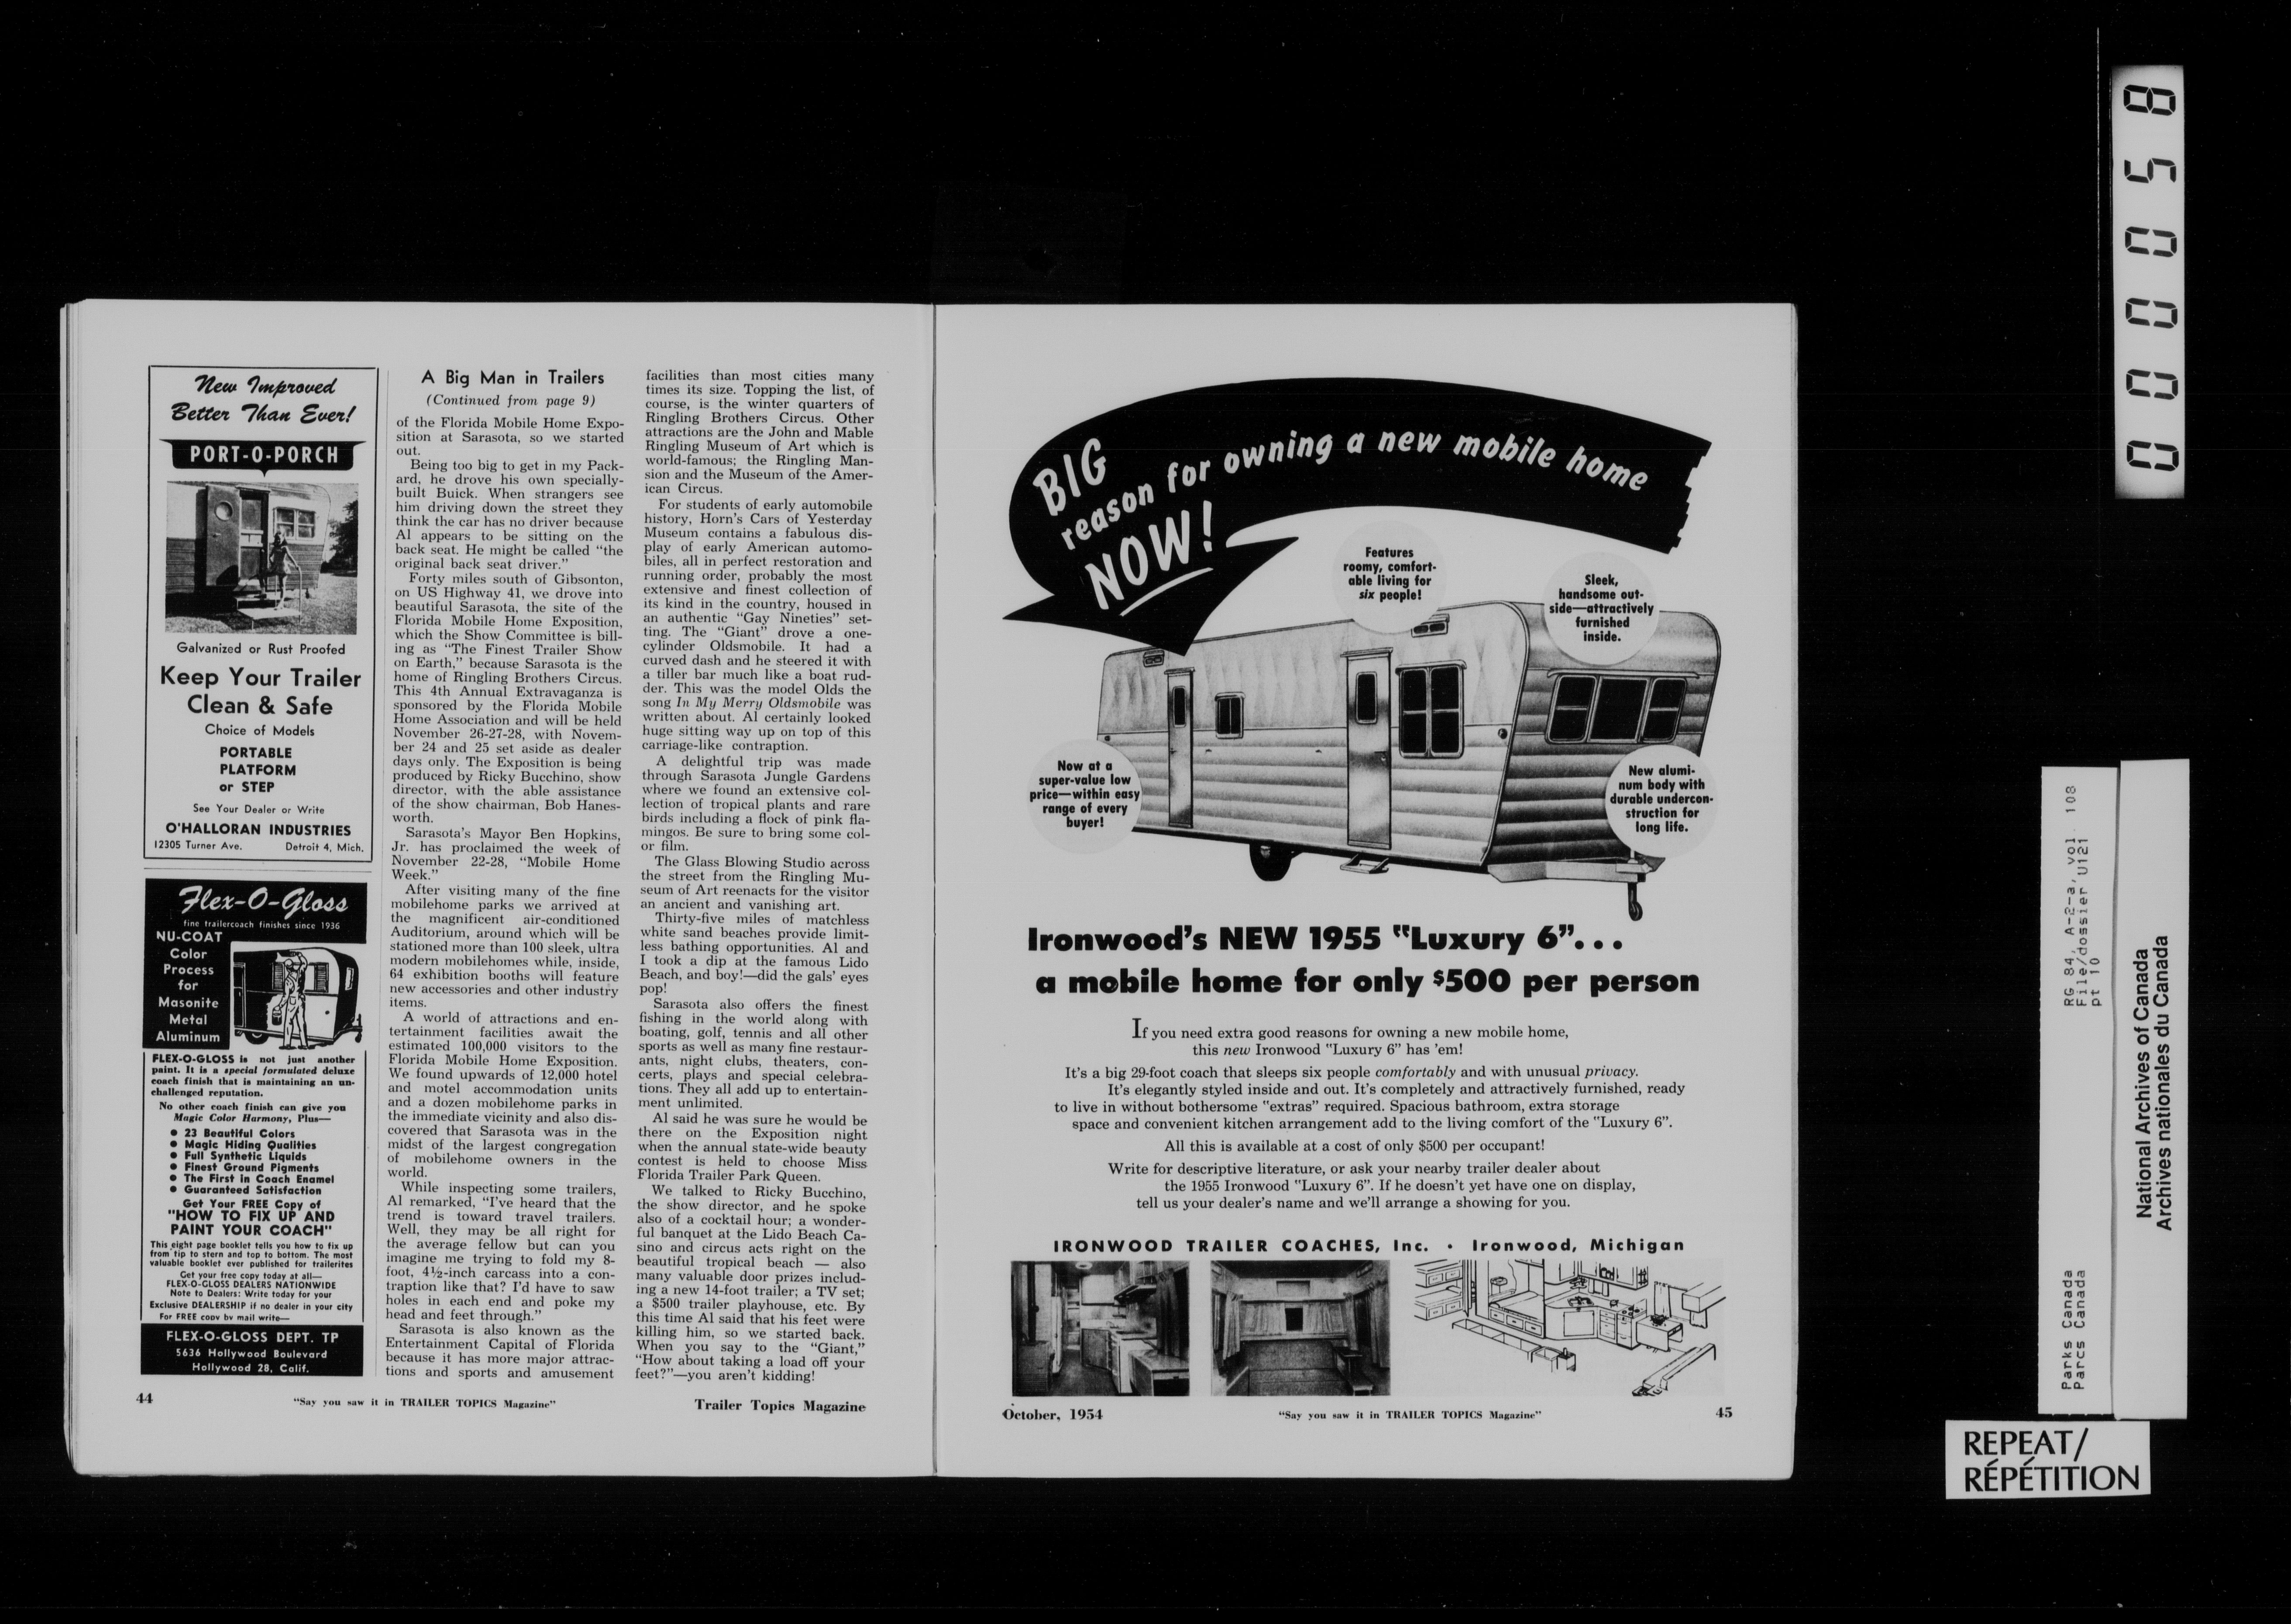 New Improved
Better Than Ever!
PORT-O-PORCH
Galvanized or Rust Proofed
Keep Your Trailer
Clean & Safe
Choice of Models
PORTABLE
PLATFORM
or STEP
See Your Dealer or Write
O'HALLORAN INDUSTRIES
12305 Turner Ave. Detroit 4, Mich.
Flex-O-Gloss
fine trailercoach finishes since 1936
NU-COAT
Color
Process
for
Masonite
Metal
Aluminum
FLEX-O-GLOSS is not just another
paint. It is a special formulated deluxe
coach finish that is maintaining an un-
challenged reputation.
No other coach finish can give you
Magic Color Harmony, Plus—
● 23 Beautiful Colors
● Magic Hiding Qualities
● Full Synthetic Liquids
● Finest Ground Pigments
● The First in Coach Enamel
● Guaranteed Satisfaction
Get Your FREE Copy of
"HOW TO FIX UP AND
PAINT YOUR COACH"
This eight page booklet tells you how to fix up
from tip to stern and top to bottom. The most
valuable booklet ever published for trailerites
Get your free copy today at all—
FLEX-O-GLOSS DEALERS NATIONWIDE
Note to Dealers: Write today for your
Exclusive DEALERSHIP if no dealer in your city
For FREE copy by mail write—
FLEX-O-GLOSS DEPT. TP
5636 Hollywood Boulevard
Hollywood 28, Calif.
A Big Man in Trailers
(Continued from page 9)
of the Florida Mobile Home Expo-
sition at Sarasota, so we started
out.
Being too big to get in my Pack-
ard, he drove his own specially-
built Buick. When strangers see
him driving down the street they
think the car has no driver because
Al appears to be sitting on the
back seat. He might be called "the
original back seat driver."
Forty miles south of Gibsonton,
on US Highway 41, we drove into
beautiful Sarasota, the site of the
Florida Mobile Home Exposition,
which the Show Committee is bill-
ing as "The Finest Trailer Show
on Earth," because Sarasota is the
home of Ringling Brothers Circus.
This 4th Annual Extravaganza is
sponsored by the Florida Mobile
Home Association and will be held
November 26-27-28, with Novem-
ber 24 and 25 set aside as dealer
days only. The Exposition is being
produced by Ricky Bucchino, show
director, with the able assistance
of the show chairman, Bob Hanes-
worth.
Sarasota's Mayor Ben Hopkins,
Jr. has proclaimed the week of
November 22-28, "Mobile Home
Week."
After visiting many of the fine
mobilehome parks we arrived at
the magnificent air-conditioned
Auditorium, around which will be
stationed more than 100 sleek, ultra
modern mobilehomes while, inside,
64 exhibition booths will feature
new accessories and other industry
items.
A world of attractions and en-
tertainment facilities await the
estimated 100,000 visitors to the
Florida Mobile Home Exposition.
We found upwards of 12,000 hotel
and motel accommodation units
and a dozen mobilehome parks in
the immediate vicinity and also dis-
covered that Sarasota was in the
midst of the largest congregation
of mobilehome owners in the
world.
While inspecting some trailers,
Al remarked, "I've heard that the
trend is toward travel trailers.
Well, they may be all right for
the average fellow but can you
imagine me trying to fold my 8-
foot, 4½-inch carcass into a con-
traption like that? I'd have to saw
holes in each end and poke my
head and feet through."
Sarasota is also known as the
Entertainment Capital of Florida
because it has more major attrac-
tions and sports and amusement
facilities than most cities many
times its size. Topping the list, of
course, is the winter quarters of
Ringling Brothers Circus. Other
attractions are the John and Mable
Ringling Museum of Art which is
world-famous; the Ringling Man-
sion and the Museum of the Amer-
ican Circus.
For students of early automobile
history, Horn's Cars of Yesterday
Museum contains a fabulous dis-
play of early American automo-
biles, all in perfect restoration and
running order, probably the most
extensive and finest collection of
its kind in the country, housed in
an authentic "Gay Nineties" set-
ting. The "Giant" drove a one-
cylinder Oldsmobile. It had a
curved dash and he steered it with
a tiller bar much like a boat rud-
der. This was the model Olds the
song In My Merry Oldsmobile was
written about. Al certainly looked
huge sitting way up on top of this
carriage-like contraption.
A delightful trip was made
through Sarasota Jungle Gardens
where we found an extensive col-
lection of tropical plants and rare
birds including a flock of pink fla-
mingos. Be sure to bring some col-
or film.
The Glass Blowing Studio across
the street from the Ringling Mu-
seum of Art reenacts for the visitor
an ancient and vanishing art.
Thirty-five miles of matchless
white sand beaches provide limit-
less bathing opportunities. Al and
I took a dip at the famous Lido
Beach, and boy!—did the gals' eyes
pop!
Sarasota also offers the finest
fishing in the world along with
boating, golf, tennis and all other
sports as well as many fine restaur-
ants, night clubs, theaters, con-
certs, plays and special celebra-
tions. They all add up to entertain-
ment unlimited.
Al said he was sure he would be
there on the Exposition night
when the annual state-wide beauty
contest is held to choose Miss
Florida Trailer Park Queen.
We talked to Ricky Bucchino,
the show director, and he spoke
also of a cocktail hour; a wonder-
ful banquet at the Lido Beach Ca-
sino and circus acts right on the
beautiful tropical beach — also
many valuable door prizes includ-
ing a new 14-foot trailer; a TV set;
a $500 trailer playhouse, etc. By
this time Al said that his feet were
killing him, so we started back.
When you say to the "Giant,"
"How about taking a load off your
feet?"—you aren't kidding!
44
"Say you saw it in TRAILER TOPICS Magazine"
Trailer Topics Magazine
BIG
reason for owning a new mobile home
NOW!
Features
roomy, comfort-
able living for
six people!
Sleek,
handsome out-
side—attractively
furnished
inside.
Now at a
super-value low
price—within easy
range of every
buyer!
New alumi-
num body with
durable undercon-
struction for
long life.
Ironwood's NEW 1955 "Luxury 6"...
a mobile home for only $500 per person
If you need extra good reasons for owning a new mobile home,
this new Ironwood "Luxury 6" has 'em!
It's a big 29-foot coach that sleeps six people comfortably and with unusual privacy.
It's elegantly styled inside and out. It's completely and attractively furnished, ready
to live in without bothersome "extras" required. Spacious bathroom, extra storage
space and convenient kitchen arrangement add to the living comfort of the "Luxury 6".
All this is available at a cost of only $500 per occupant!
Write for descriptive literature, or ask your nearby trailer dealer about
the 1955 Ironwood "Luxury 6". If he doesn't yet have one on display,
tell us your dealer's name and we'll arrange a showing for you.
IRONWOOD TRAILER COACHES, Inc. • Ironwood, Michigan
October, 1954
"Say you saw it in TRAILER TOPICS Magazine"
45
000058
RG 84, A-2-a, vol. 108
File/dossier U121
pt 10
Parks Canada
Parcs Canada
National Archives of Canada
Archives nationales du Canada
REPEAT/
RÉPÉTITION